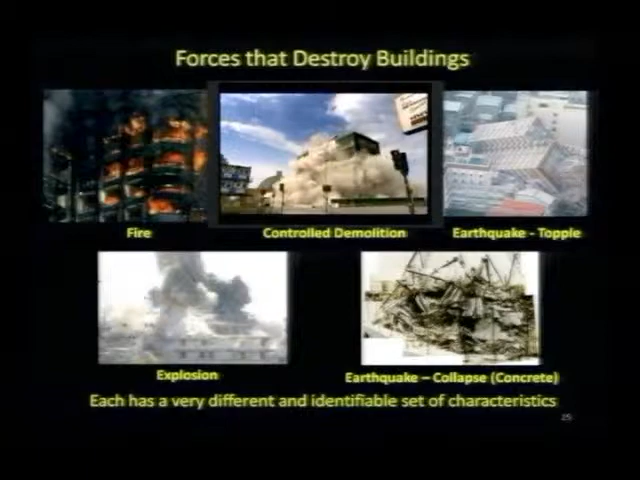 Forces that Destroy Buildings
Fire
Controlled Demolition
Earthquake - Topple
Explosion
Earthquake – Collapse (Concrete)
Each has a very different and identifiable set of characteristics